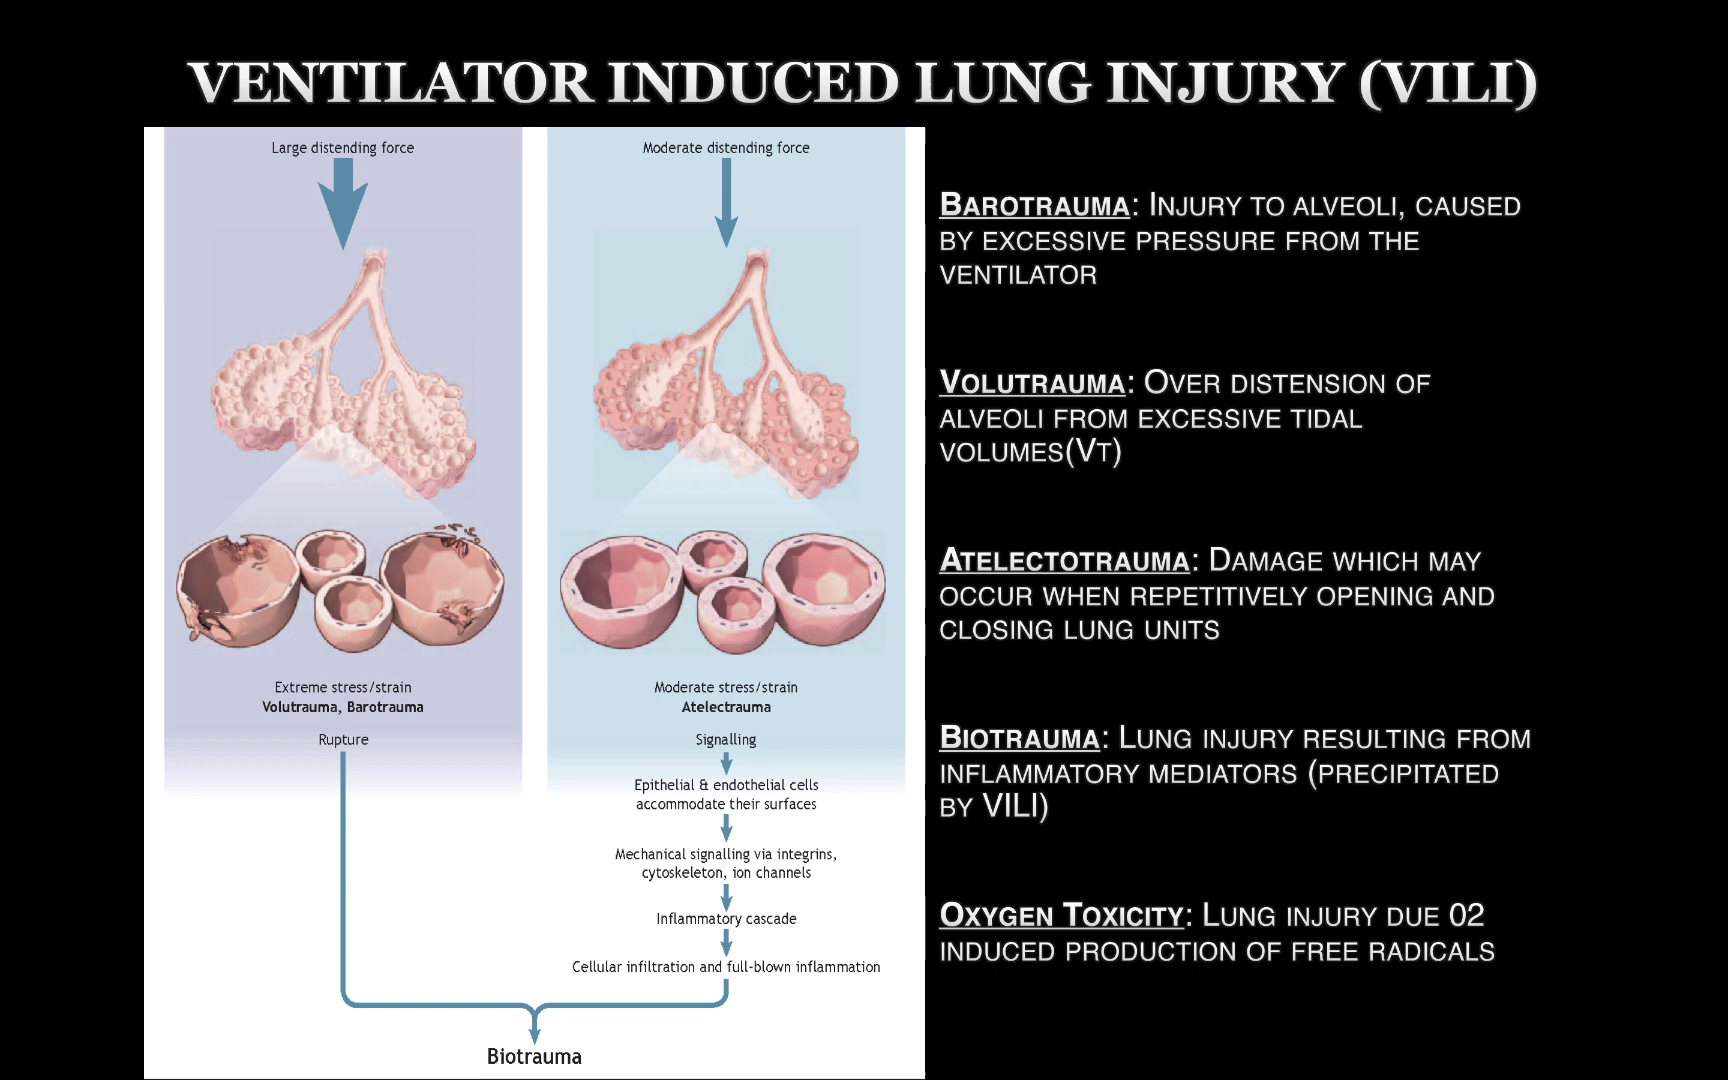 VENTILATOR INDUCED LUNG INJURY (VILI)
Large distending force
Extreme stress/strain
Volutrauma, Barotrauma
Rupture
Moderate distending force
Moderate stress/strain
Atelectrauma
Signalling
Epithelial & endothelial cells
accommodate their surfaces
Mechanical signalling via integrins,
cytoskeleton, ion channels
Inflammatory cascade
Cellular infiltration and full-blown inflammation
Biotrauma
BAROTRAUMA: INJURY TO ALVEOLI, CAUSED
BY EXCESSIVE PRESSURE FROM THE
VENTILATOR
VOLUTRAUMA: OVER DISTENSION OF
ALVEOLI FROM EXCESSIVE TIDAL
VOLUMES(VT)
ATELECTOTRAUMA: DAMAGE WHICH MAY
OCCUR WHEN REPETITIVELY OPENING AND
CLOSING LUNG UNITS
BIOTRAUMA: LUNG INJURY RESULTING FROM
INFLAMMATORY MEDIATORS (PRECIPITATED
BY VILI)
OXYGEN TOXICITY: LUNG INJURY DUE 02
INDUCED PRODUCTION OF FREE RADICALS